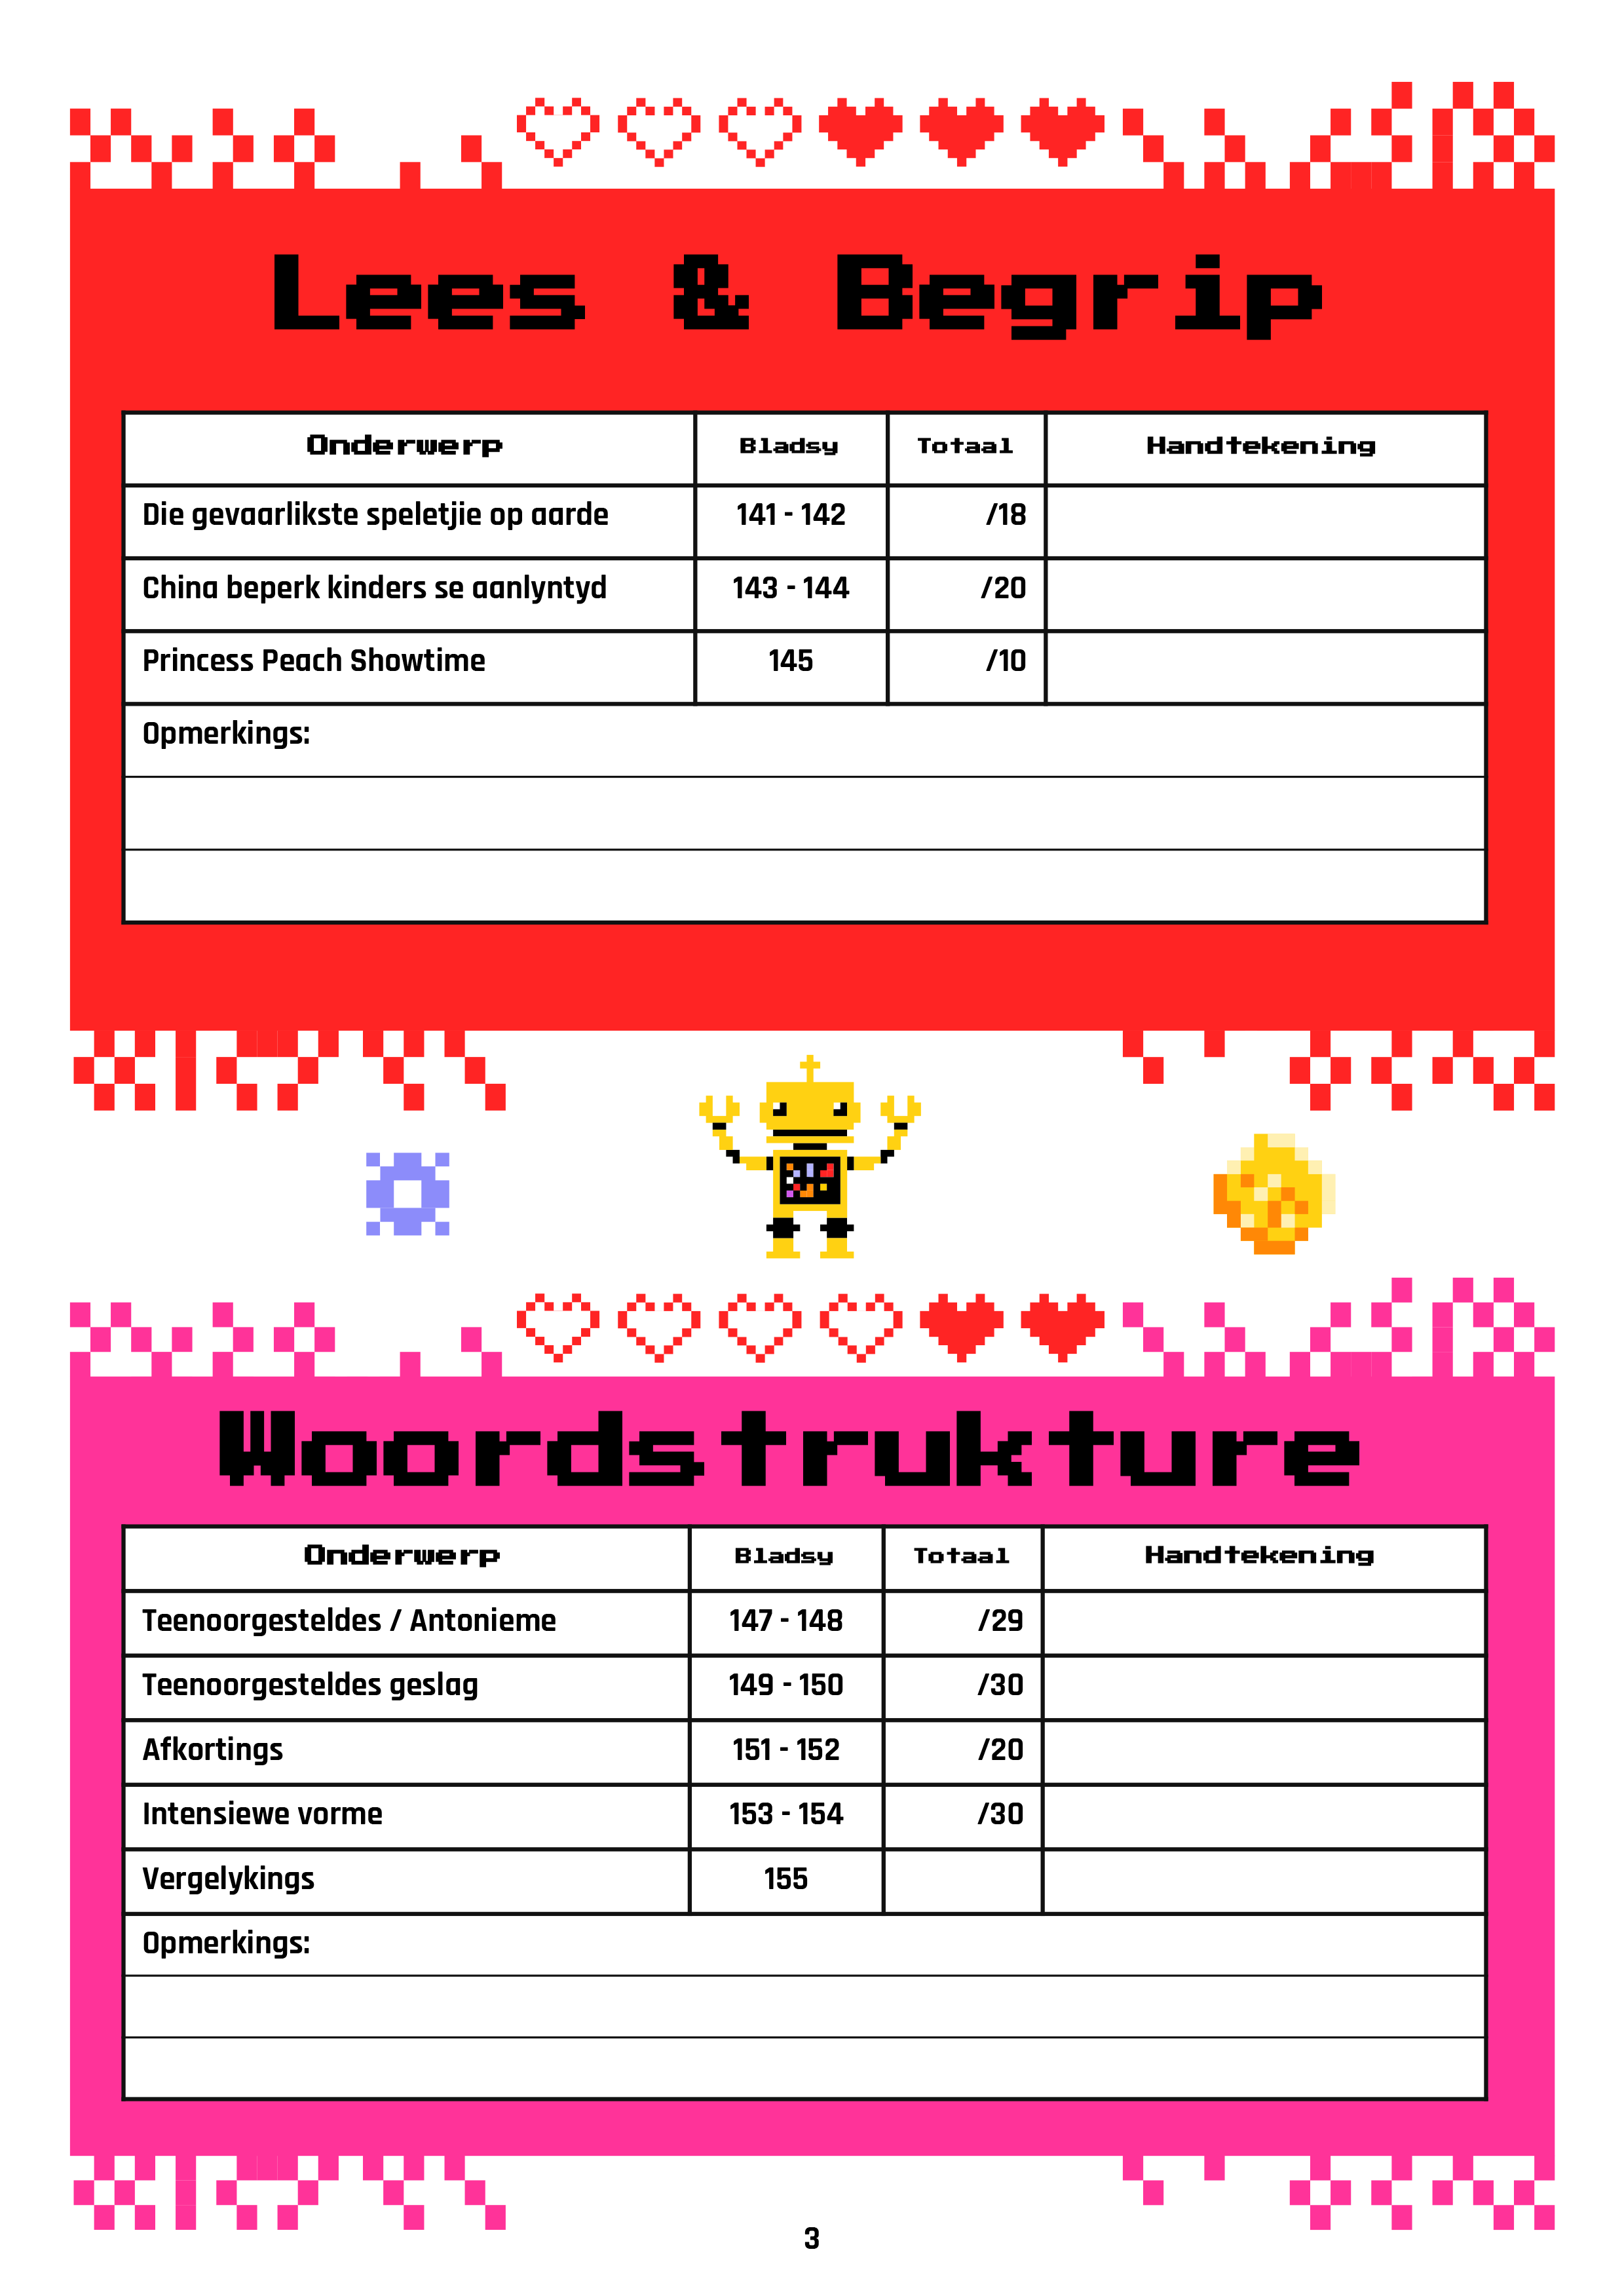 Lees & Begrip
Onderwerp Bladsy Totaal Handtekening
Die gevaarlikste speletjie op aarde 141 - 142 /18
China beperk kinders se aanlyntyd 143 - 144 /20
Princess Peach Showtime 145 /10
Opmerkings:
Woordstrukture
Onderwerp Bladsy Totaal Handtekening
Teenoorgesteldes / Antonieme 147 - 148 /29
Teenoorgesteldes geslag 149 - 150 /30
Afkortings 151 - 152 /20
Intensiewe vorme 153 - 154 /30
Vergelykings 155
Opmerkings:
3